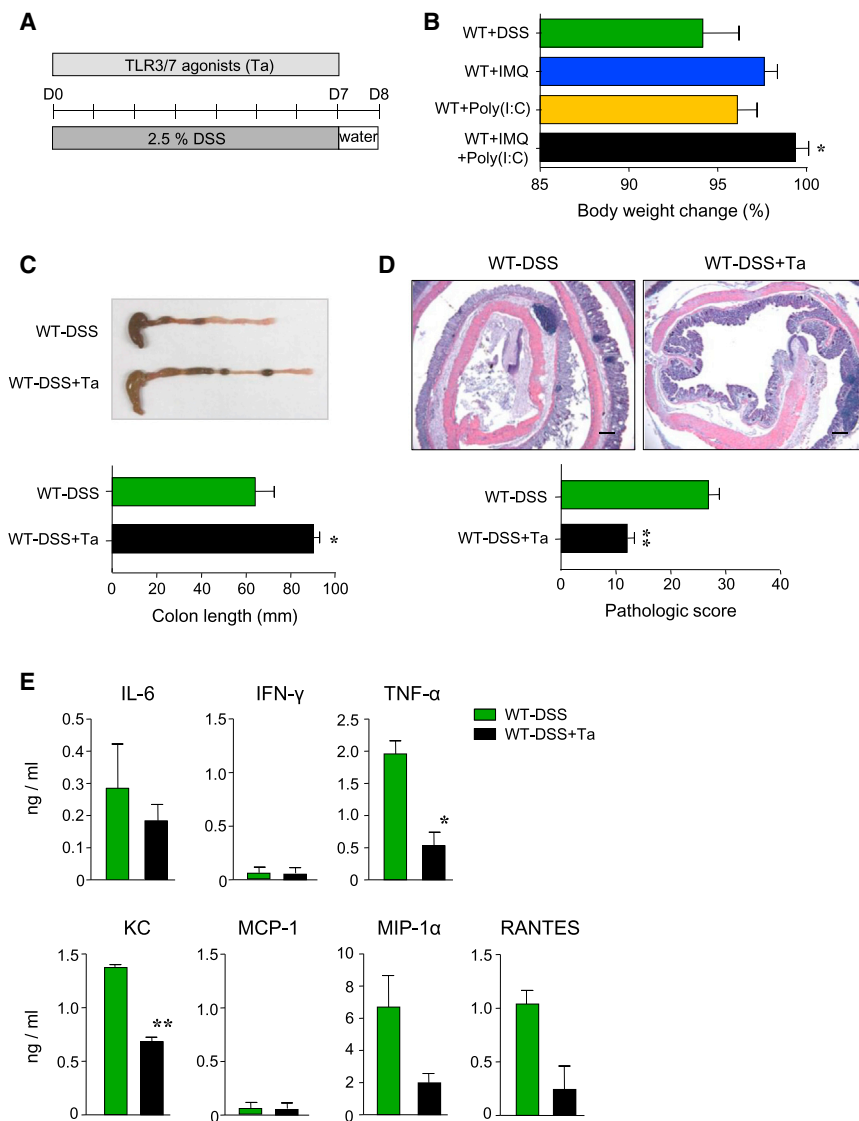 A
TLR3/7 agonists (Ta)
D0 D7 D8
2.5 % DSS water
B
WT+DSS
WT+IMQ
WT+Poly(I:C)
WT+IMQ
+Poly(I:C)
*
85 90 95 100
Body weight change (%)
C
WT-DSS
WT-DSS+Ta
WT-DSS
WT-DSS+Ta *
0 20 40 60 80 100
Colon length (mm)
D
WT-DSS WT-DSS+Ta
WT-DSS
WT-DSS+Ta **
0 10 20 30 40
Pathologic score
E
IL-6 IFN-γ TNF-α
WT-DSS
WT-DSS+Ta
ng / ml
0.5
0.4
0.3
0.2
0.1
0
1.5
1.0
0.5
0
2.0
1.5
1.0
0.5
0
*
KC MCP-1 MIP-1α RANTES
ng / ml
1.5
1.0
0.5
0
**
1.5
1.0
0.5
0
10
8
6
4
2
0
1.5
1.0
0.5
0